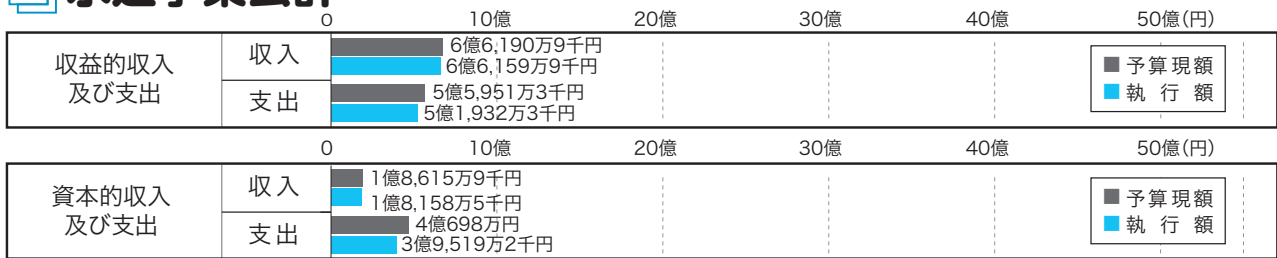 0 10億 20億 30億 40億 50億(円)
収益的収入
及び支出
収入
6億6,190万9千円
6億6,159万9千円
支出
5億5,951万3千円
5億1,932万3千円
予算現額
執行額
0 10億 20億 30億 40億 50億(円)
資本的収入
及び支出
収入
1億8,615万9千円
1億8,158万5千円
支出
4億698万円
3億9,519万2千円
予算現額
執行額